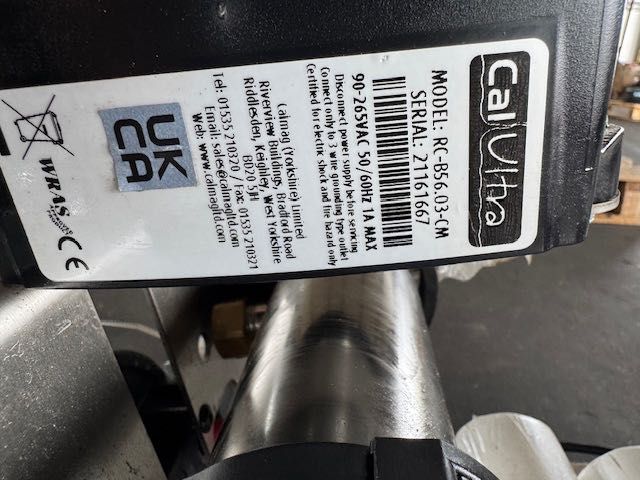 Cal Ultra
MODEL: RC-BS6.03-CM
SERIAL: 21161667
90-265VAC 50/60Hz 1A MAX
Disconnect power supply before servicing
Connect only to 3 wire grounding type outlet
Certified for electric shock and fire hazard only
Calmag (Yorkshire) Limited
Riverview Buildings, Bradford Road
Riddlesden, Keighley, West Yorkshire
BD20 5JH
Tel: 01535 210320 / Fax: 01535 210321
Email: sales@calmagltd.com
Web: www.calmagltd.com
UK
CA
WRAS
CE